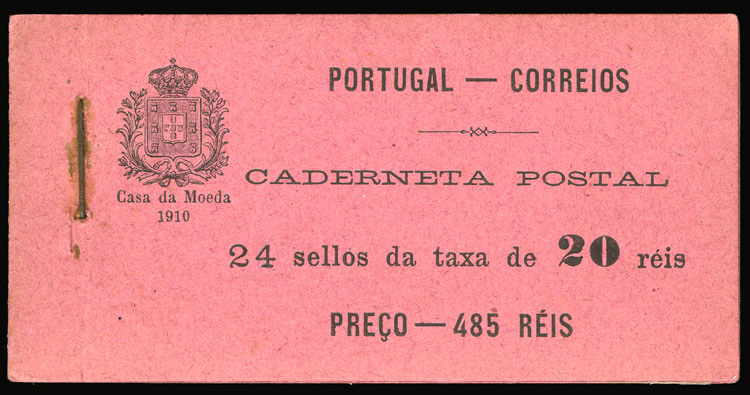 PORTUGAL — CORREIOS
CADERNETA POSTAL
Casa da Moeda
1910
24 sellos da taxa de 20 réis
PREÇO — 485 RÉIS